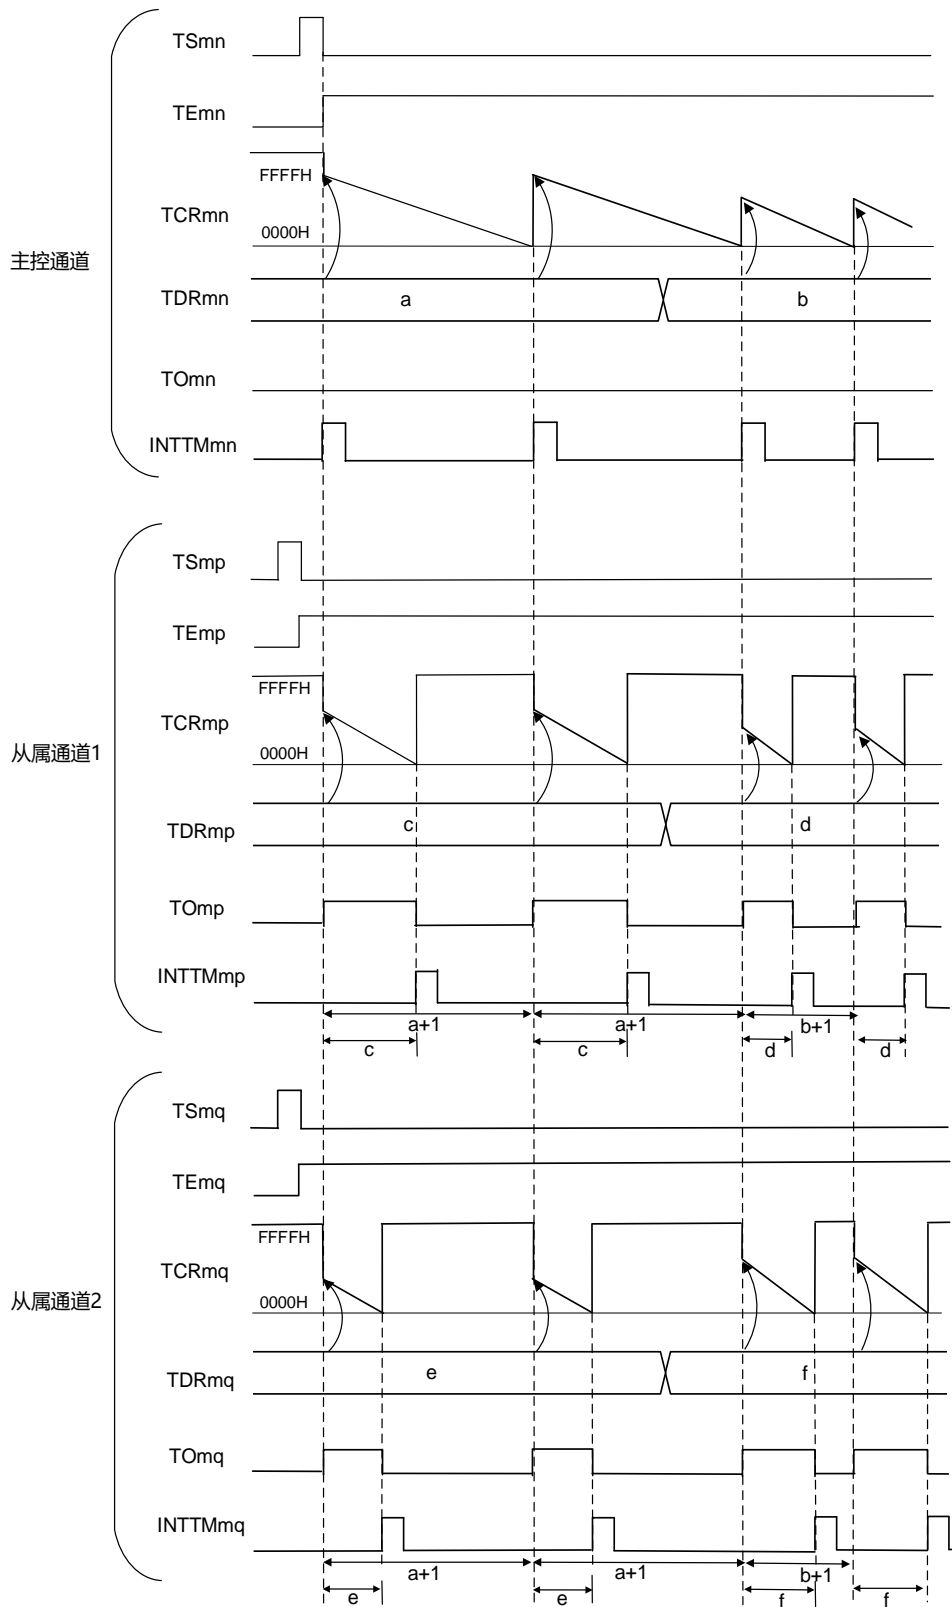 TSmn
TEmn
FFFFH
TCRmn
0000H
主控通道
TDRmn
a
b
TOmn
INTTMmn
TSmp
TEmp
FFFFH
TCRmp
0000H
从属通道1
TDRmp
c
d
TOmp
INTTMmp
a+1
a+1
b+1
c
c
d
d
TSmq
TEmq
FFFFH
TCRmq
0000H
从属通道2
TDRmq
e
f
TOmq
INTTMmq
a+1
a+1
b+1
e
e
f
f